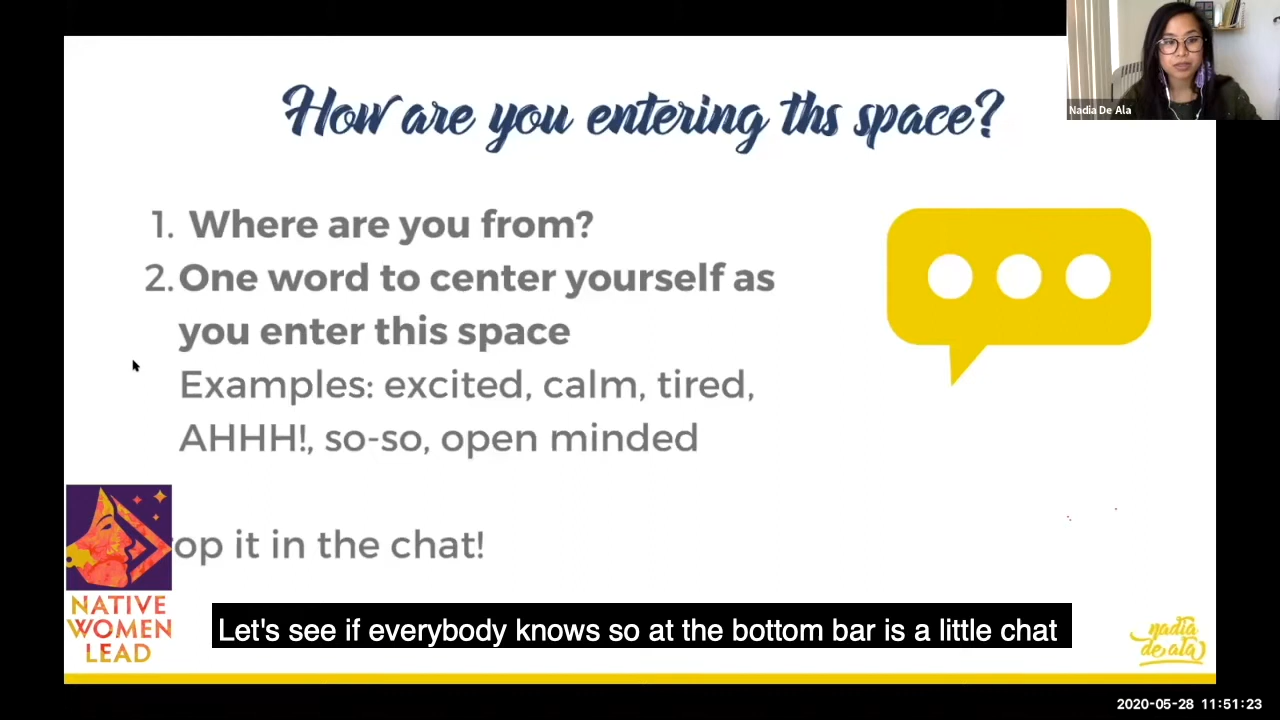 How are you entering ths space?
Nadia De Ala
1. Where are you from?
2. One word to center yourself as
you enter this space
Examples: excited, calm, tired,
AHHH!, so-so, open minded
op it in the chat!
NATIVE
WOMEN
LEAD
Let's see if everybody knows so at the bottom bar is a little chat
nadia
de ala
2020-05-28 11:51:23